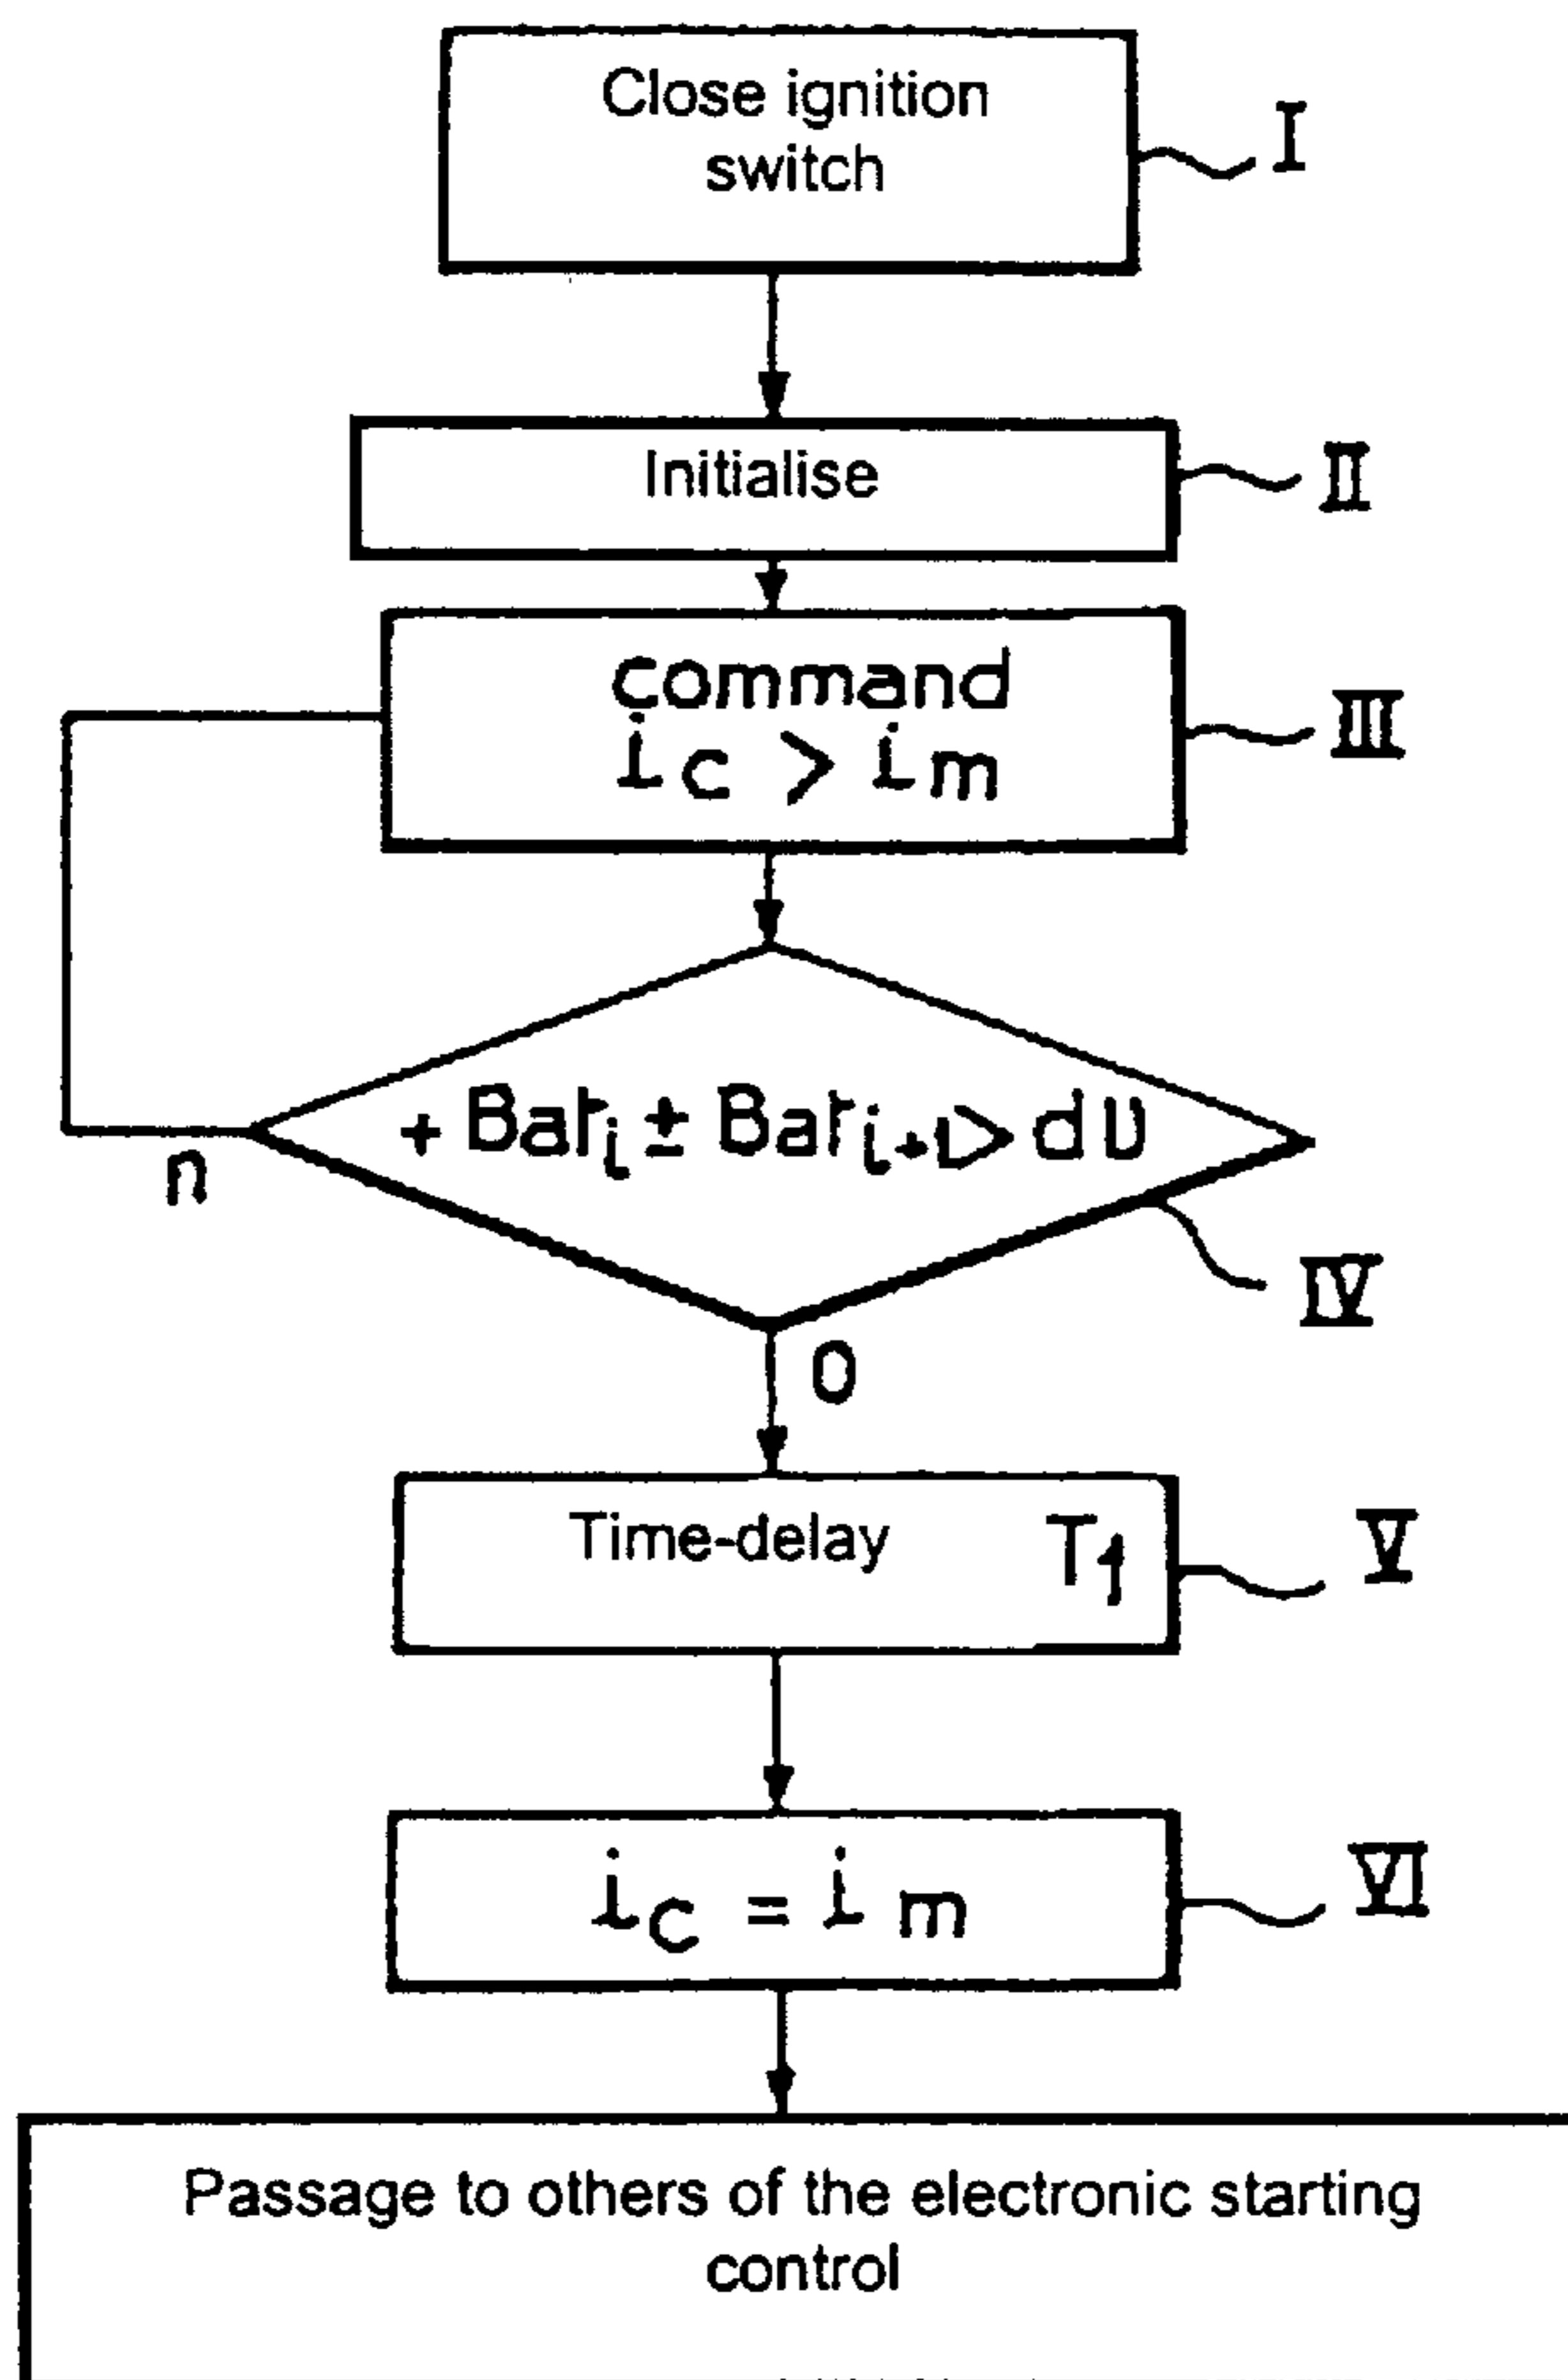 Close ignition
switch
I
Initialise
II
command
ic > im
III
+ Bati ± Bati+1> dU
n
IV
O
Time-delay T1
V
ic = im
VI
Passage to others of the electronic starting
control